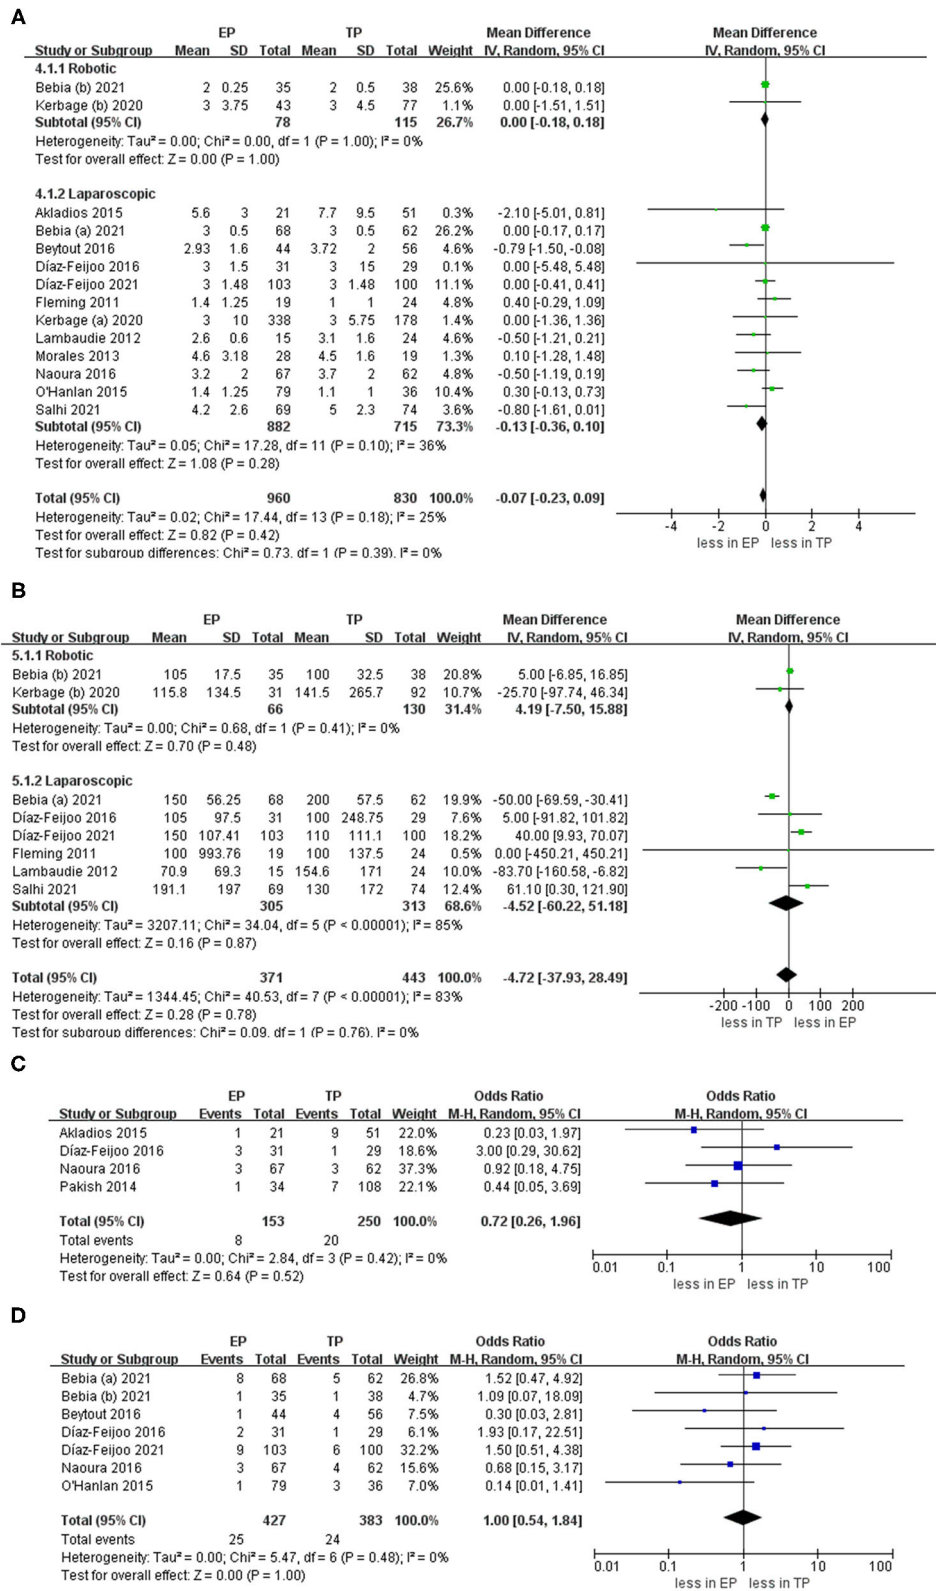 A
EP TP Mean Difference Mean Difference
Study or Subgroup Mean SD Total Mean SD Total Weight IV, Random, 95% CI IV, Random, 95% CI
4.1.1 Robotic
Bebia (b) 2021 2 0.25 35 2 0.5 38 25.6% 0.00 [-0.18, 0.18]
Kerbage (b) 2020 3 3.75 43 3 4.5 77 1.1% 0.00 [-1.51, 1.51]
Subtotal (95% CI) 78 115 26.7% 0.00 [-0.18, 0.18]
Heterogeneity: Tau² = 0.00; Chi² = 0.00, df = 1 (P = 1.00); I² = 0%
Test for overall effect: Z = 0.00 (P = 1.00)
4.1.2 Laparoscopic
Akladios 2015 5.6 3 21 7.7 9.5 51 0.3% -2.10 [-5.01, 0.81]
Bebia (a) 2021 3 0.5 68 3 0.5 62 26.2% 0.00 [-0.17, 0.17]
Beytout 2016 2.93 1.6 44 3.72 2 56 4.6% -0.79 [-1.50, -0.08]
Díaz-Feijoo 2016 3 1.5 31 3 15 29 0.1% 0.00 [-5.48, 5.48]
Díaz-Feijoo 2021 3 1.48 103 3 1.48 100 11.1% 0.00 [-0.41, 0.41]
Fleming 2011 1.4 1.25 19 1 1 24 4.8% 0.40 [-0.29, 1.09]
Kerbage (a) 2020 3 10 338 3 5.75 178 1.4% 0.00 [-1.36, 1.36]
Lambaudie 2012 2.6 0.6 15 3.1 1.6 24 4.6% -0.50 [-1.21, 0.21]
Morales 2013 4.6 3.18 28 4.5 1.6 19 1.3% 0.10 [-1.28, 1.48]
Naoura 2016 3.2 2 67 3.7 2 62 4.8% -0.50 [-1.19, 0.19]
O'Hanlan 2015 1.4 1.25 79 1.1 1 36 10.4% 0.30 [-0.13, 0.73]
Salhi 2021 4.2 2.6 69 5 2.3 74 3.6% -0.80 [-1.61, 0.01]
Subtotal (95% CI) 882 715 73.3% -0.13 [-0.36, 0.10]
Heterogeneity: Tau² = 0.05; Chi² = 17.28, df = 11 (P = 0.10); I² = 36%
Test for overall effect: Z = 1.08 (P = 0.28)
Total (95% CI) 960 830 100.0% -0.07 [-0.23, 0.09]
Heterogeneity: Tau² = 0.02; Chi² = 17.44, df = 13 (P = 0.18); I² = 25%
Test for overall effect: Z = 0.82 (P = 0.42)
Test for subgroup differences: Chi² = 0.73, df = 1 (P = 0.39), I² = 0%
-4 -2 0 2 4
less in EP less in TP
B
EP TP Mean Difference Mean Difference
Study or Subgroup Mean SD Total Mean SD Total Weight IV, Random, 95% CI IV, Random, 95% CI
5.1.1 Robotic
Bebia (b) 2021 105 17.5 35 100 32.5 38 20.8% 5.00 [-6.85, 16.85]
Kerbage (b) 2020 115.8 134.5 31 141.5 265.7 92 10.7% -25.70 [-97.74, 46.34]
Subtotal (95% CI) 66 130 31.4% 4.19 [-7.50, 15.88]
Heterogeneity: Tau² = 0.00; Chi² = 0.68, df = 1 (P = 0.41); I² = 0%
Test for overall effect: Z = 0.70 (P = 0.48)
5.1.2 Laparoscopic
Bebia (a) 2021 150 56.25 68 200 57.5 62 19.9% -50.00 [-69.59, -30.41]
Díaz-Feijoo 2016 105 97.5 31 100 248.75 29 7.6% 5.00 [-91.82, 101.82]
Díaz-Feijoo 2021 150 107.41 103 110 111.1 100 18.2% 40.00 [9.93, 70.07]
Fleming 2011 100 993.76 19 100 137.5 24 0.5% 0.00 [-450.21, 450.21]
Lambaudie 2012 70.9 69.3 15 154.6 171 24 10.0% -83.70 [-160.58, -6.82]
Salhi 2021 191.1 197 69 130 172 74 12.4% 61.10 [0.30, 121.90]
Subtotal (95% CI) 305 313 68.6% -4.52 [-60.22, 51.18]
Heterogeneity: Tau² = 3207.11; Chi² = 34.04, df = 5 (P < 0.00001); I² = 85%
Test for overall effect: Z = 0.16 (P = 0.87)
Total (95% CI) 371 443 100.0% -4.72 [-37.93, 28.49]
Heterogeneity: Tau² = 1344.45; Chi² = 40.53, df = 7 (P < 0.00001); I² = 83%
Test for overall effect: Z = 0.28 (P = 0.78)
Test for subgroup differences: Chi² = 0.09, df = 1 (P = 0.76), I² = 0%
-200 -100 0 100 200
less in TP less in EP
C
EP TP Odds Ratio Odds Ratio
Study or Subgroup Events Total Events Total Weight M-H, Random, 95% CI M-H, Random, 95% CI
Akladios 2015 1 21 9 51 22.0% 0.23 [0.03, 1.97]
Díaz-Feijoo 2016 3 31 1 29 18.6% 3.00 [0.29, 30.62]
Naoura 2016 3 67 3 62 37.3% 0.92 [0.18, 4.75]
Pakish 2014 1 34 7 108 22.1% 0.44 [0.05, 3.69]
Total (95% CI) 153 250 100.0% 0.72 [0.26, 1.96]
Total events 8 20
Heterogeneity: Tau² = 0.00; Chi² = 2.84, df = 3 (P = 0.42); I² = 0%
Test for overall effect: Z = 0.64 (P = 0.52)
0.01 0.1 1 10 100
less in EP less in TP
D
EP TP Odds Ratio Odds Ratio
Study or Subgroup Events Total Events Total Weight M-H, Random, 95% CI M-H, Random, 95% CI
Bebia (a) 2021 8 68 5 62 26.8% 1.52 [0.47, 4.92]
Bebia (b) 2021 1 35 1 38 4.7% 1.09 [0.07, 18.09]
Beytout 2016 1 44 4 56 7.5% 0.30 [0.03, 2.81]
Díaz-Feijoo 2016 2 31 1 29 6.1% 1.93 [0.17, 22.51]
Díaz-Feijoo 2021 9 103 6 100 32.2% 1.50 [0.51, 4.38]
Naoura 2016 3 67 4 62 15.6% 0.68 [0.15, 3.17]
O'Hanlan 2015 1 79 3 36 7.0% 0.14 [0.01, 1.41]
Total (95% CI) 427 383 100.0% 1.00 [0.54, 1.84]
Total events 25 24
Heterogeneity: Tau² = 0.00; Chi² = 5.47, df = 6 (P = 0.48); I² = 0%
Test for overall effect: Z = 0.00 (P = 1.00)
0.01 0.1 1 10 100
less in EP less in TP